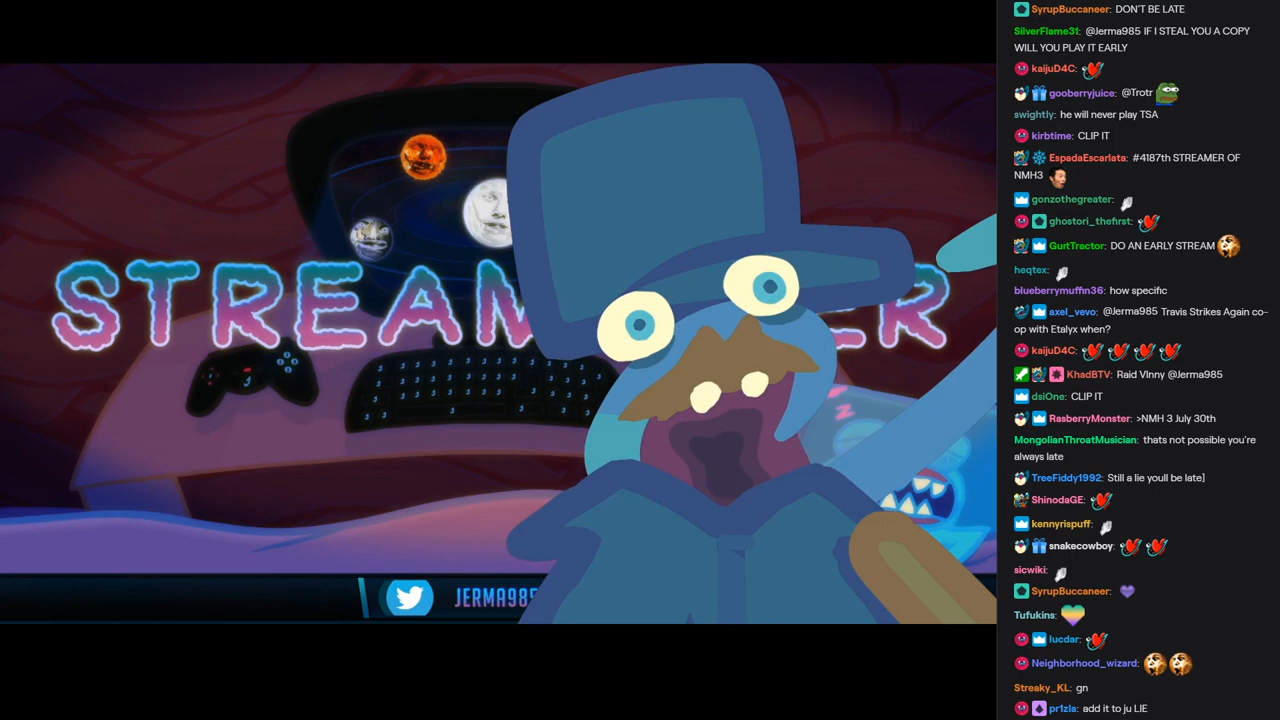 STREAM
ER
JERMA985
SyrupBuccaneer: DON'T BE LATE
SilverFlame31: @Jerma985 IF I STEAL YOU A COPY
WILL YOU PLAY IT EARLY
kaijuD4C:
gooberryjuice: @Trotr
swightly: he will never play TSA
kirbtime: CLIP IT
EspadaEscarlata: #4187th STREAMER OF
NMH3
gonzothegreater:
ghostori_thefirst:
GurtTractor: DO AN EARLY STREAM
heqtex:
blueberrymuffin36: how specific
axel_vevo: @Jerma985 Travis Strikes Again co-
op with Etalyx when?
kaijuD4C:
KhadBTV: Raid VInny @Jerma985
dsiOne: CLIP IT
RasberryMonster: >NMH 3 July 30th
MongolianThroatMusician: thats not possible you're
always late
TreeFiddy1992: Still a lie youll be late]
ShinodaGE:
kennyrispuff:
snakecowboy:
sicwiki:
SyrupBuccaneer:
Tufukins:
lucdar:
Neighborhood_wizard:
Streaky_KL: gn
pr1zla: add it to ju LIE